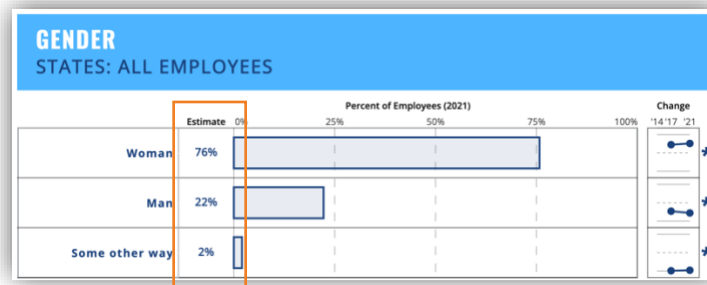 GENDER
STATES: ALL EMPLOYEES
Percent of Employees (2021)
Change
Estimate 0% 25% 50% 75% 100% '14 '17 '21
Woman 76% *
Man 22% *
Some other way 2% *